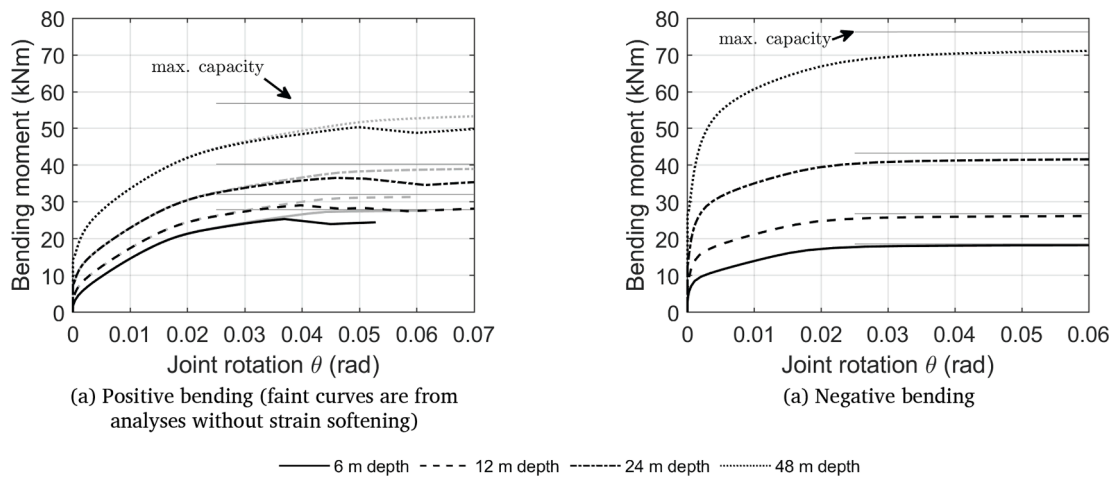 80
70
60
50
40
30
20
10
0
Bending moment (kNm)
max. capacity
0 0.01 0.02 0.03 0.04 0.05 0.06 0.07
Joint rotation θ (rad)
(a) Positive bending (faint curves are from
analyses without strain softening)
80
70
60
50
40
30
20
10
0
Bending moment (kNm)
max. capacity
0 0.01 0.02 0.03 0.04 0.05 0.06
Joint rotation θ (rad)
(a) Negative bending
6 m depth 12 m depth 24 m depth 48 m depth